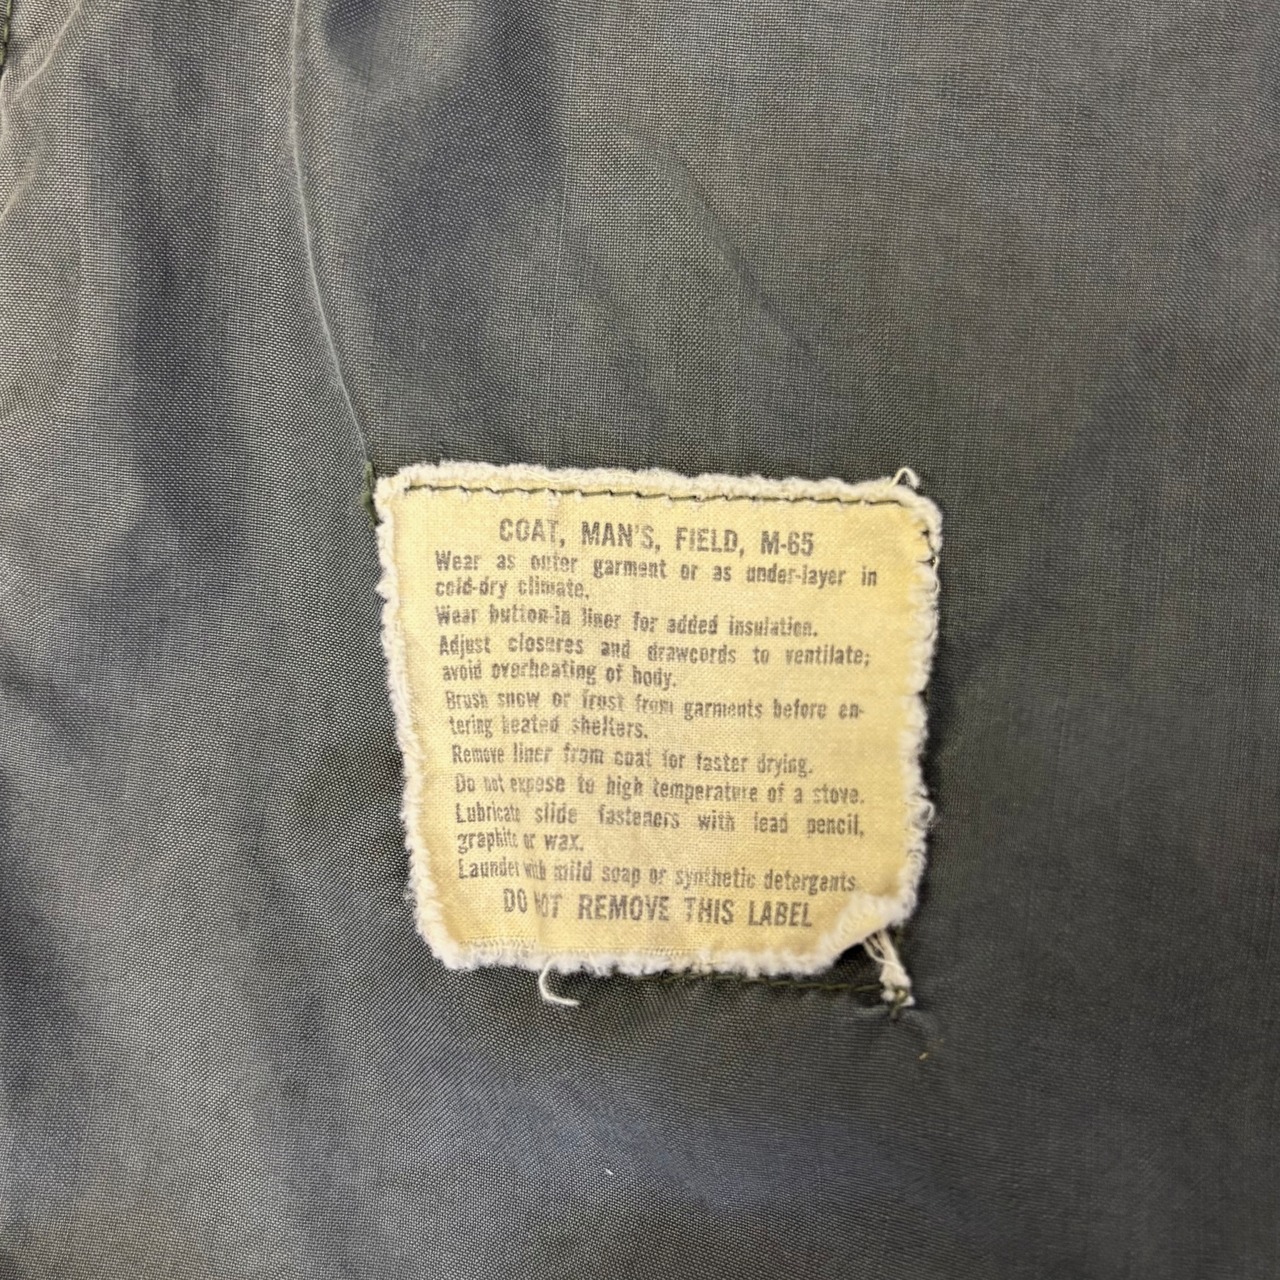 COAT, MAN'S, FIELD, M-65
Wear as outer garment or as under-layer in
cold-dry climate.
Wear button-in liner for added insulation.
Adjust closures and drawcords to ventilate;
avoid overheating of body.
Brush snow or frost from garments before en-
tering heated shelters.
Remove liner from coat for faster drying.
Do not expose to high temperature of a stove.
Lubricate slide fasteners with lead pencil,
graphite or wax.
Launder with mild soap or synthetic detergents.
DO NOT REMOVE THIS LABEL